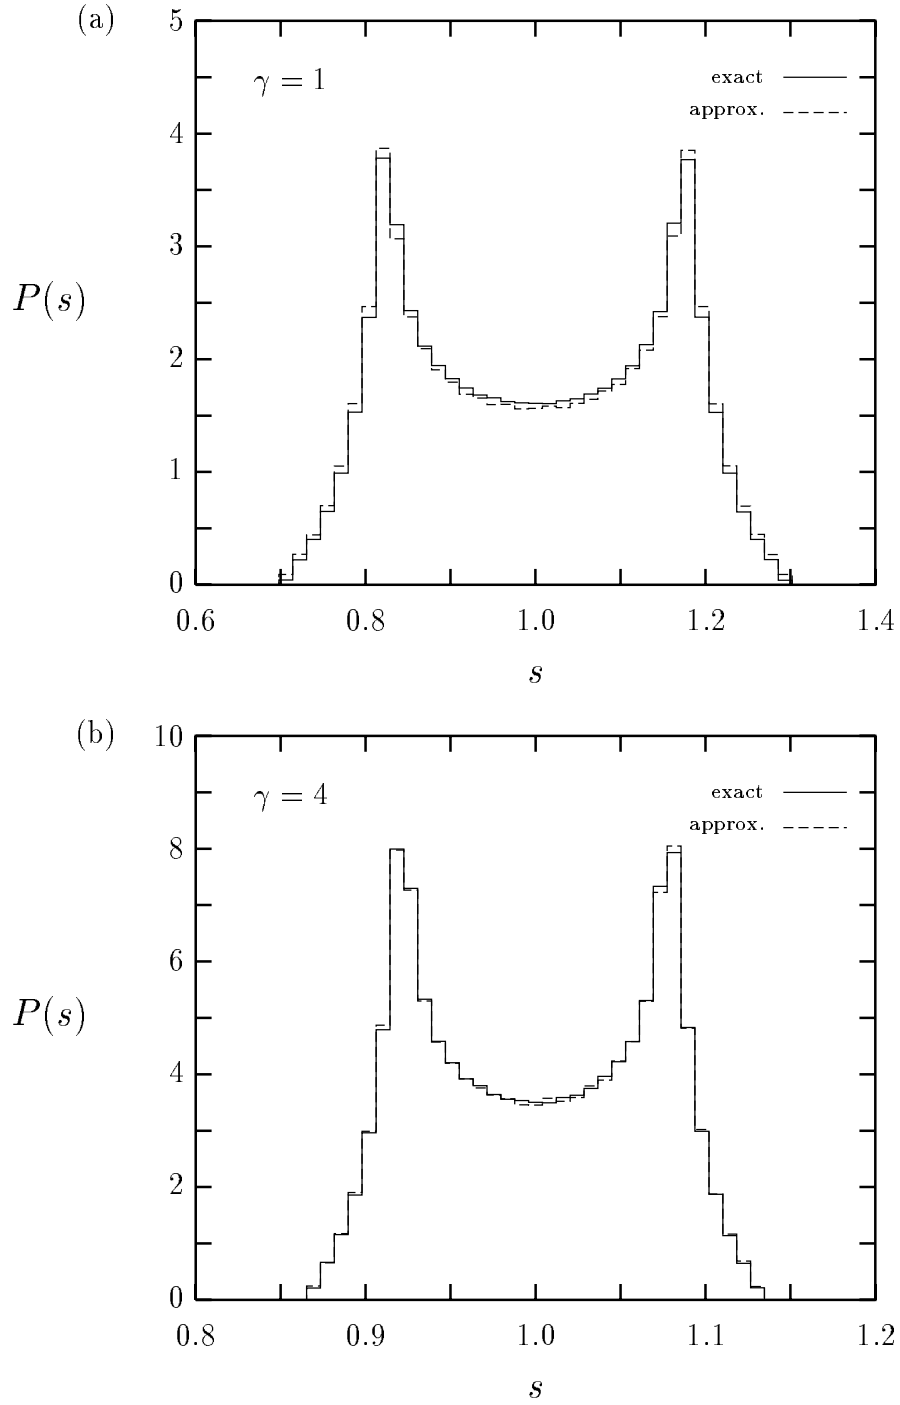 (a)
5
γ = 1
exact
approx.
4
3
P(s)
2
1
0
0.6 0.8 1.0 1.2 1.4
s
(b)
10
γ = 4
exact
approx.
8
6
P(s)
4
2
0
0.8 0.9 1.0 1.1 1.2
s